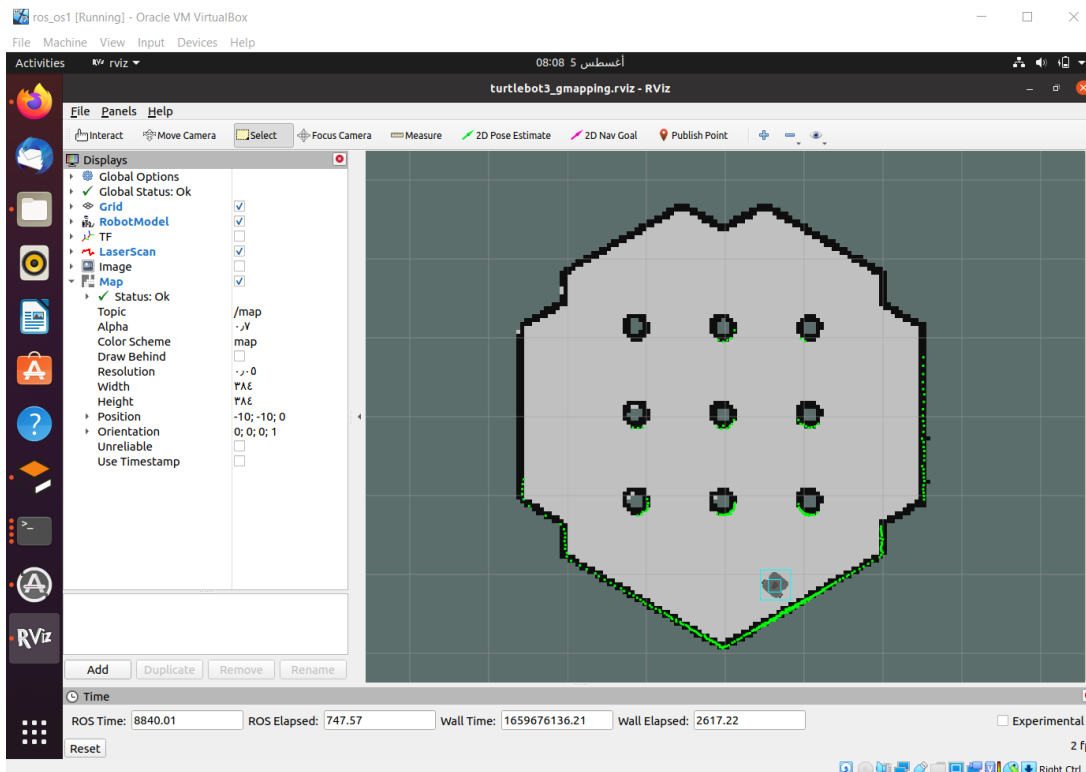 ros_os1 [Running] - Oracle VM VirtualBox
File Machine View Input Devices Help
Activities RViz rviz 08:08 5 أغسطس
turtlebot3_gmapping.rviz - RViz
File Panels Help
Interact Move Camera Select Focus Camera Measure 2D Pose Estimate 2D Nav Goal Publish Point
Displays
Global Options
Global Status: Ok
Grid
RobotModel
TF
LaserScan
Image
Map
Status: Ok
Topic /map
Alpha ٠٫٧
Color Scheme map
Draw Behind
Resolution ٠٫٠٥
Width ٣٨٤
Height ٣٨٤
Position -10; -10; 0
Orientation 0; 0; 0; 1
Unreliable
Use Timestamp
RViz
Add Duplicate Remove Rename
Time
ROS Time: 8840.01 ROS Elapsed: 747.57 Wall Time: 1659676136.21 Wall Elapsed: 2617.22 Experimental
Reset 2 fp
Right Ctrl